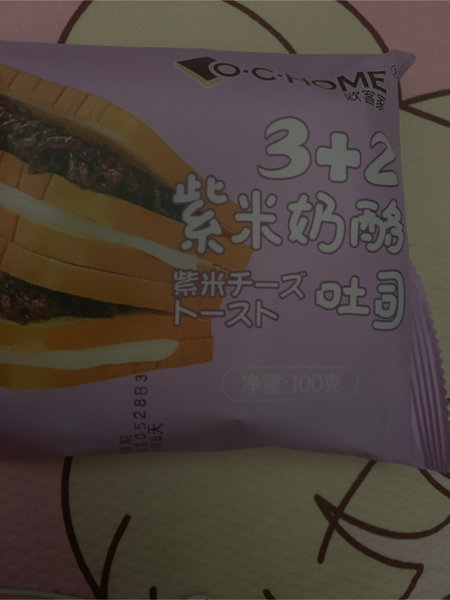 O·C·HOME
欧客家
3+2
紫米奶酪
紫米チーズ
トースト
吐司
净重:100克
210528B3